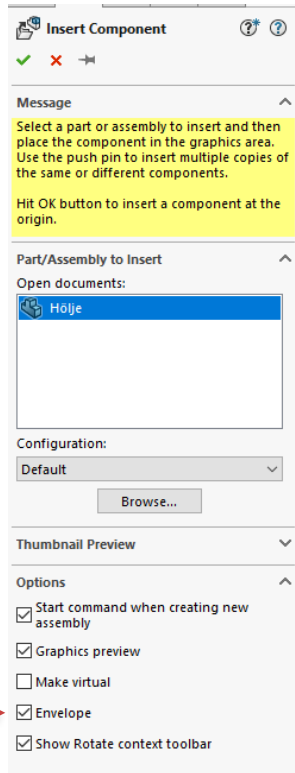 Insert Component
Message
Select a part or assembly to insert and then
place the component in the graphics area.
Use the push pin to insert multiple copies of
the same or different components.
Hit OK button to insert a component at the
origin.
Part/Assembly to Insert
Open documents:
Hölje
Configuration:
Default
Browse...
Thumbnail Preview
Options
Start command when creating new
assembly
Graphics preview
Make virtual
Envelope
Show Rotate context toolbar